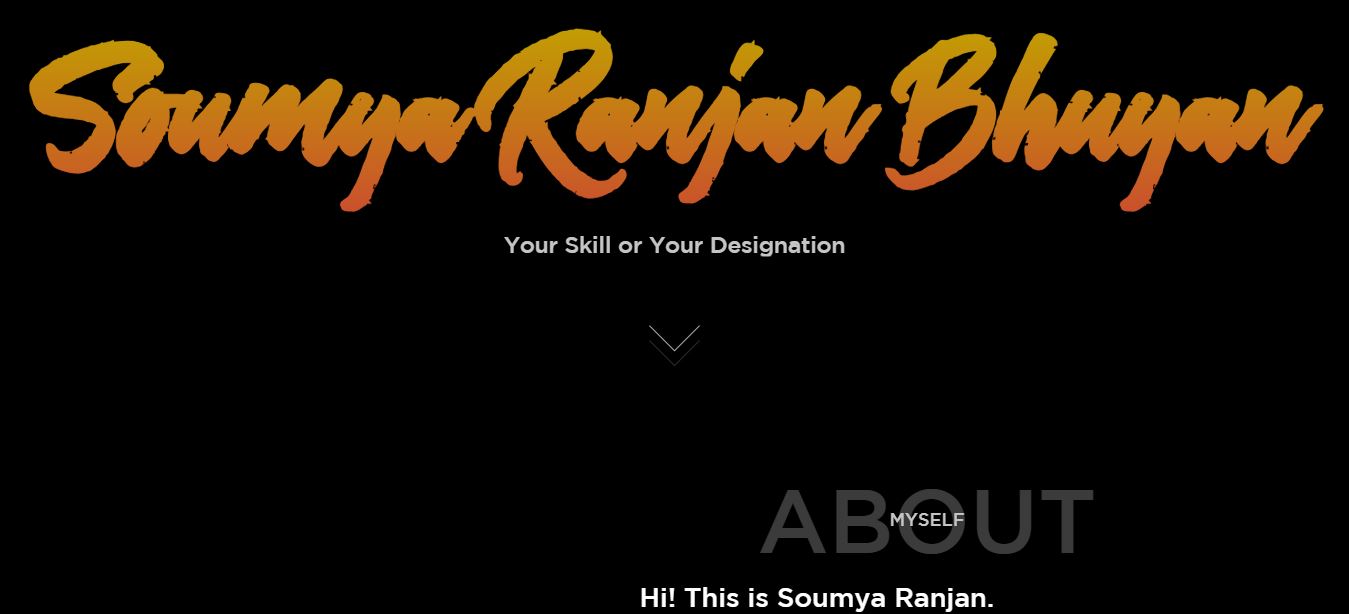 Soumya Ranjan Bhuyan
Your Skill or Your Designation
ABOUT
MYSELF
Hi! This is Soumya Ranjan.